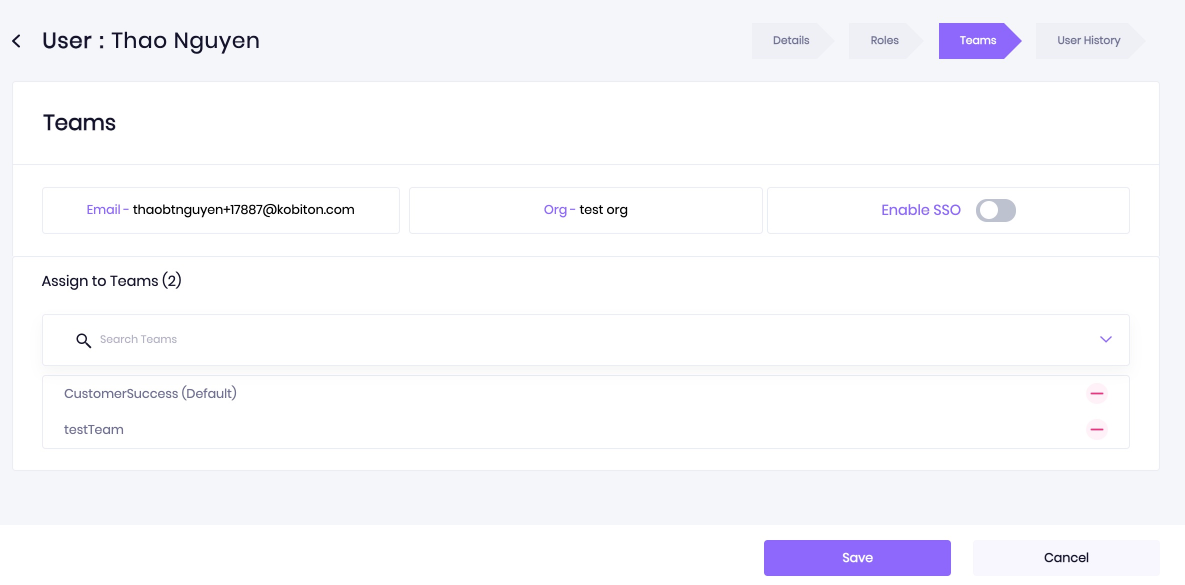 User : Thao Nguyen
Details
Roles
Teams
User History
Teams
Email - thaobtnguyen+17887@kobiton.com
Org - test org
Enable SSO
Assign to Teams (2)
Search Teams
CustomerSuccess (Default)
testTeam
Save
Cancel